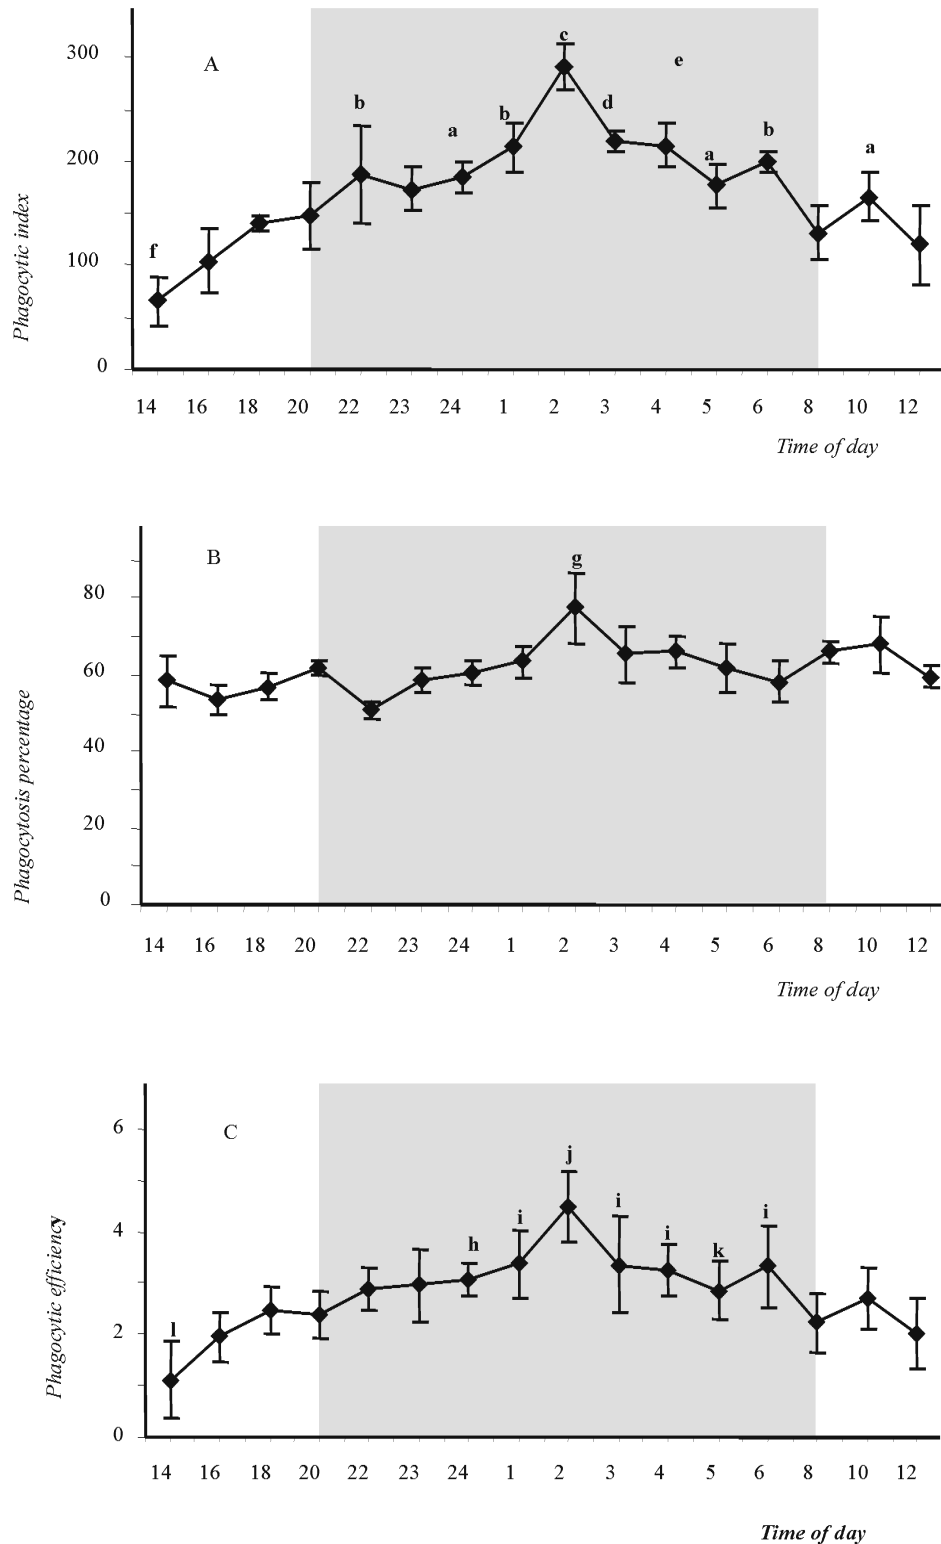 300
200
100
0
Phagocytic index
A
f
b
a
b
c
d
e
a
b
a
14 16 18 20 22 23 24 1 2 3 4 5 6 8 10 12
Time of day
80
60
40
20
0
Phagocytosis percentage
B
g
14 16 18 20 22 23 24 1 2 3 4 5 6 8 10 12
Time of day
6
4
2
0
Phagocytic efficiency
C
l
h
i
j
i
i
k
i
14 16 18 20 22 23 24 1 2 3 4 5 6 8 10 12
Time of day